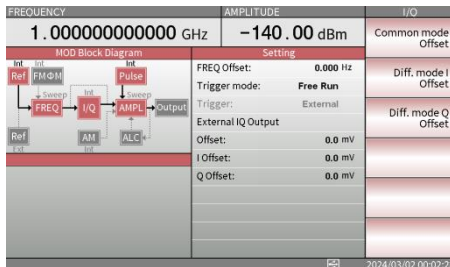 FREQUENCY AMPLITUDE I/Q
1.000000000000 GHz -140.00 dBm
Common mode
Offset
MOD Block Diagram
Int Int Int
Ref FMΦM Pulse
Sweep Int Sweep
FREQ I/Q AMPL Output
Ref AM ALC
Ext Int
Setting
FREQ Offset: 0.000 Hz
Trigger mode: Free Run
Trigger: External
External IQ Output
Offset: 0.0 mV
I Offset: 0.0 mV
Q Offset: 0.0 mV
Diff. mode I
Offset
Diff. mode Q
Offset
2024/03/02 00:02:2